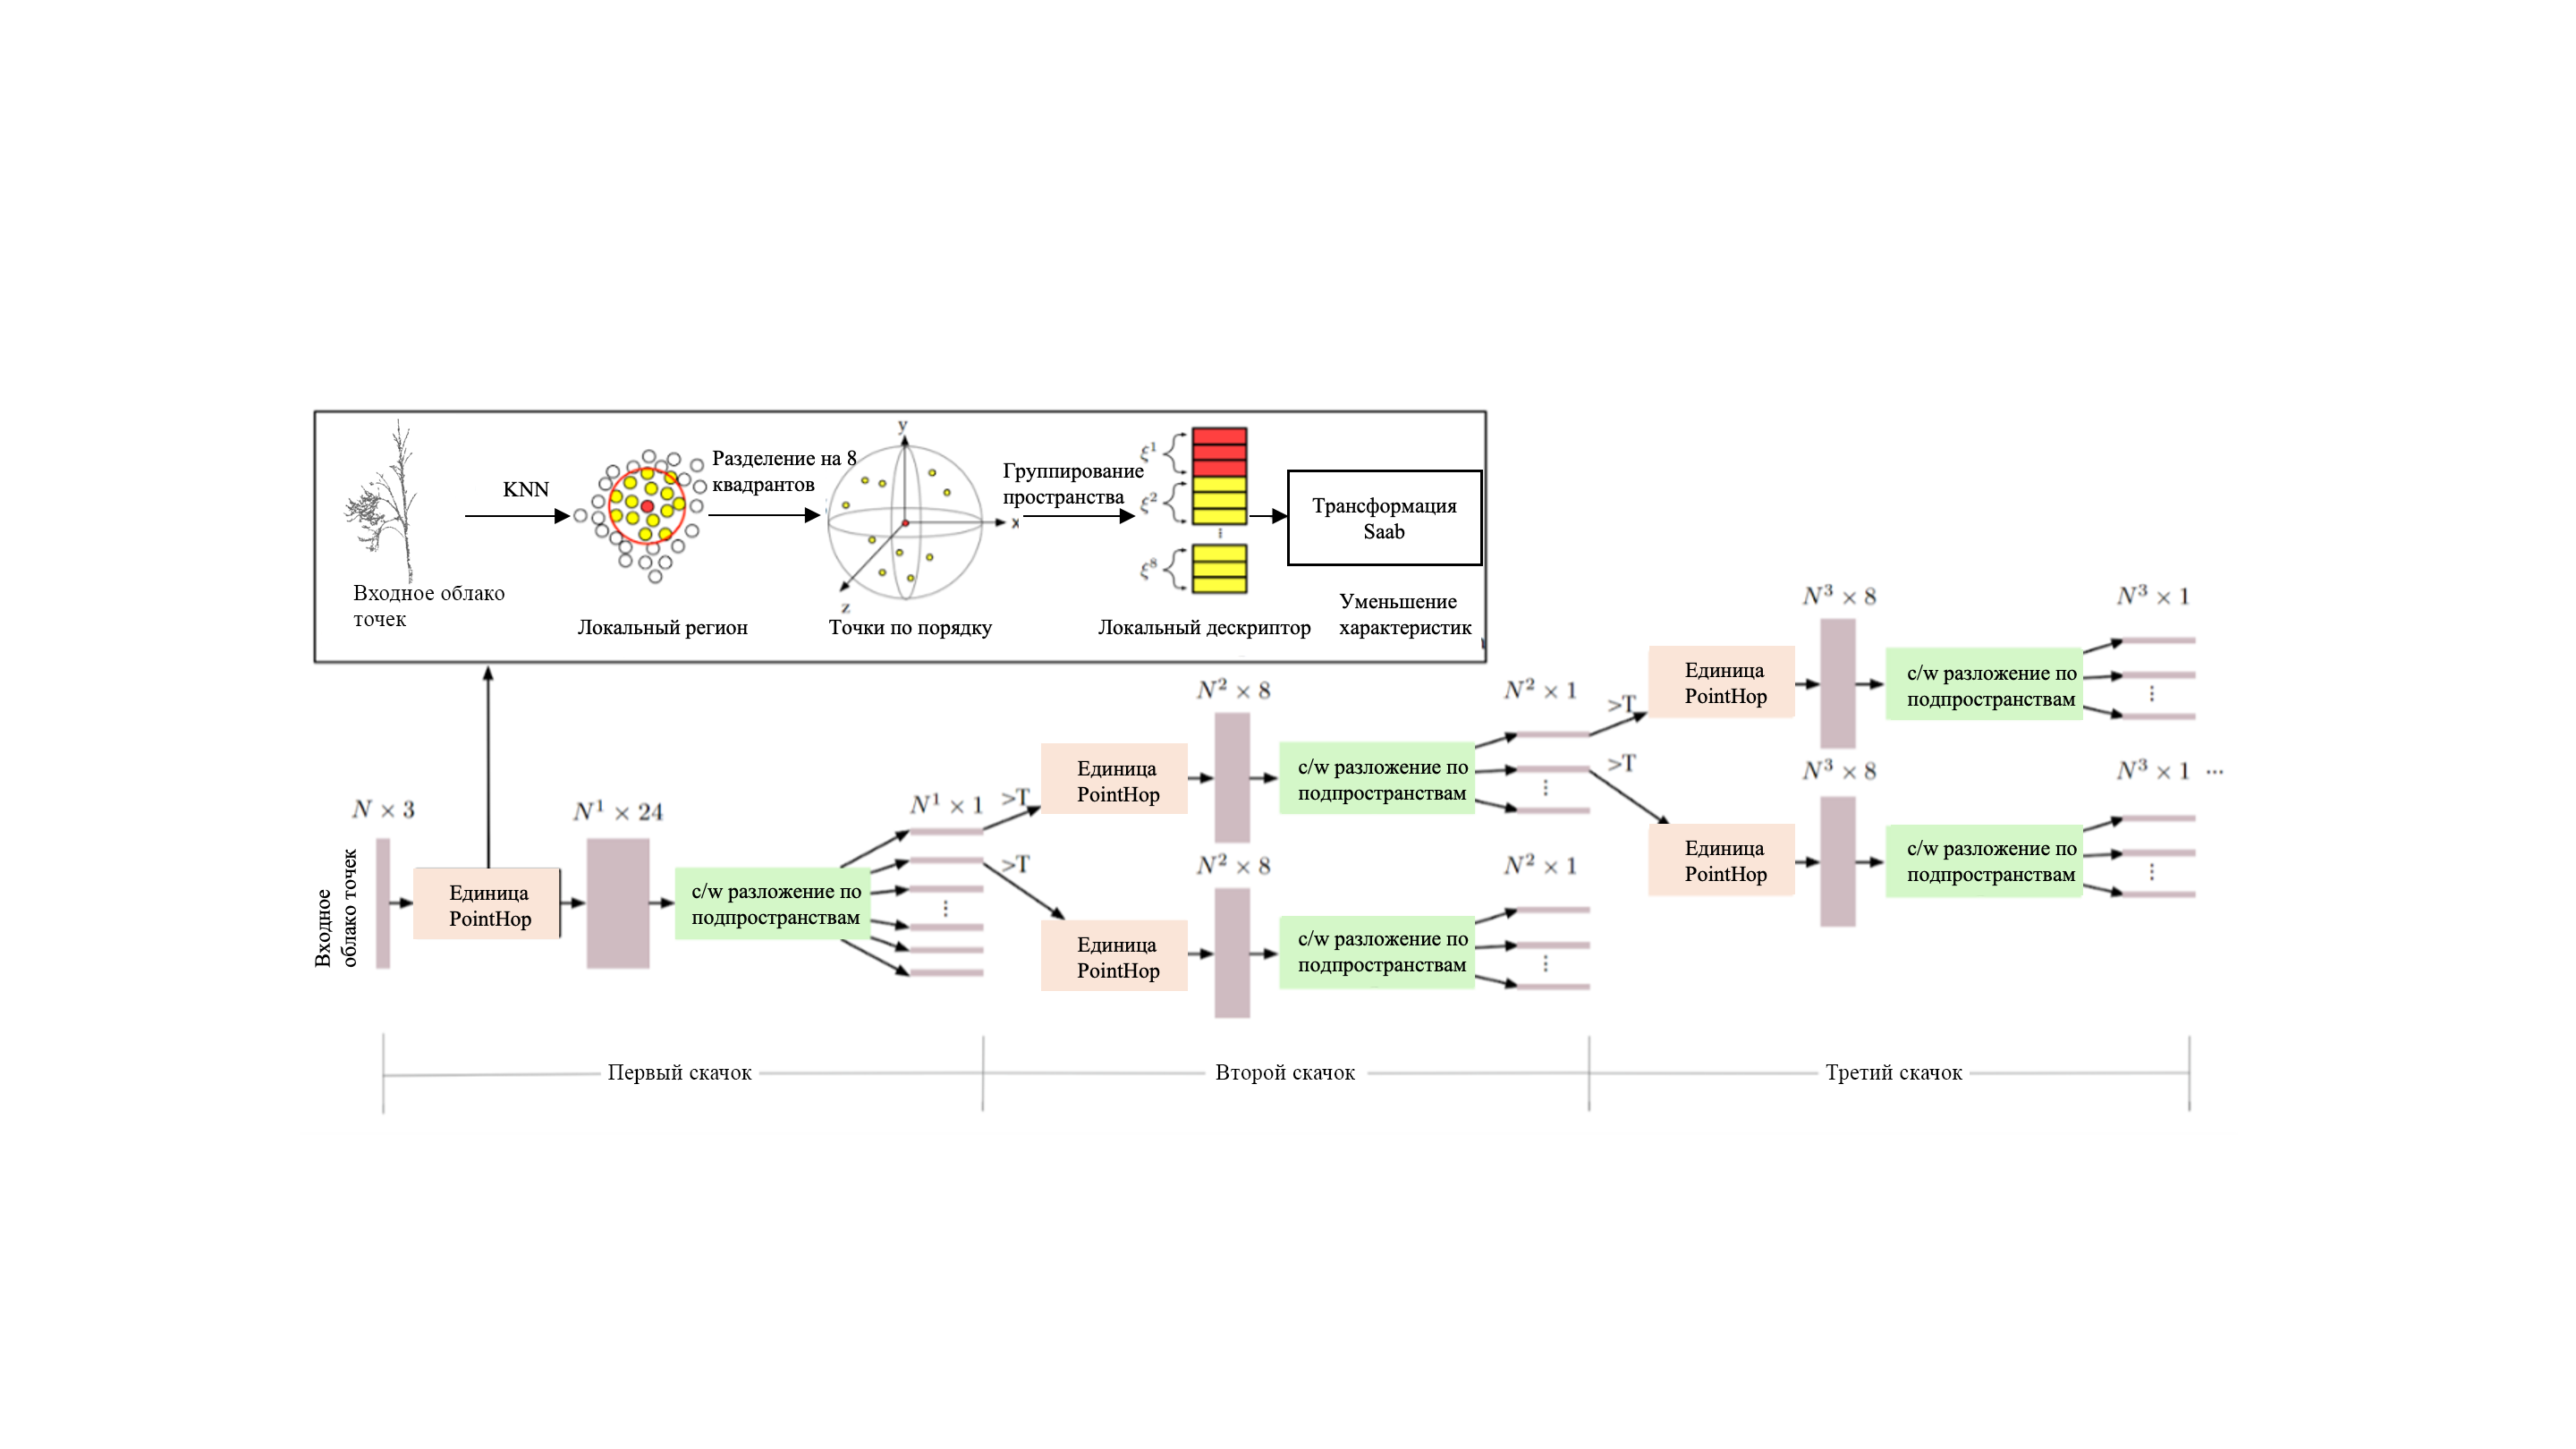 y
Разделение на 8
квадрантов
KNN
Группирование
пространства
ξ¹
ξ²
⋮
ξ⁸
x
z
Трансформация
Saab
Входное облако
точек
Локальный регион
Точки по порядку
Локальный дескриптор
Уменьшение
характеристик
N × 3
Входное
облако точек
Единица
PointHop
N¹ × 24
c/w разложение по
подпространствам
N¹ × 1
⋮
>T
>T
Единица
PointHop
N² × 8
c/w разложение по
подпространствам
N² × 1
⋮
Единица
PointHop
N² × 8
c/w разложение по
подпространствам
N² × 1
⋮
>T
>T
Единица
PointHop
N³ × 8
c/w разложение по
подпространствам
N³ × 1
⋮
Единица
PointHop
N³ × 8
c/w разложение по
подпространствам
N³ × 1 ...
⋮
Первый скачок
Второй скачок
Третий скачок